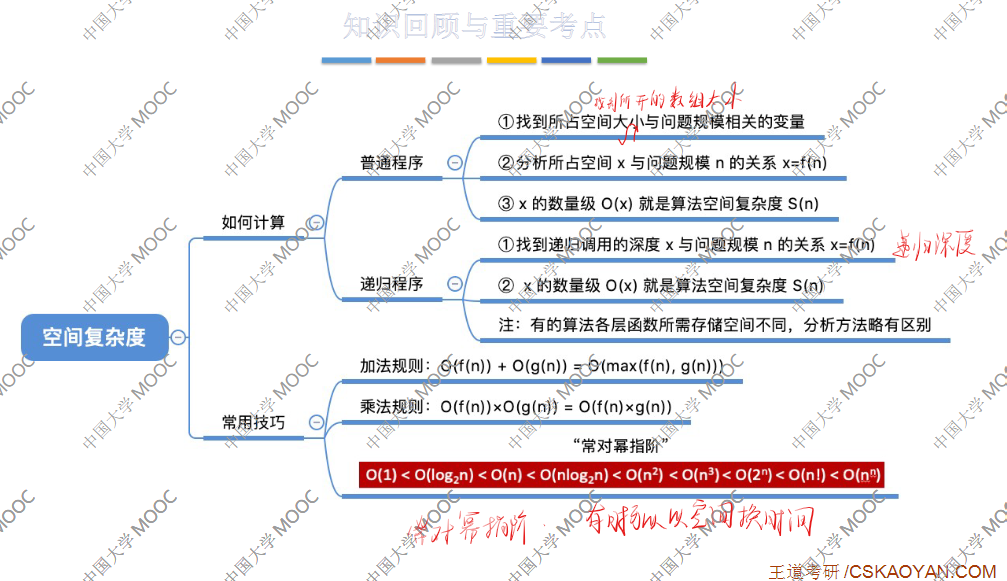 知识回顾与重要考点
找到所开的数组大小
①找到所占空间大小与问题规模相关的变量
普通程序
②分析所占空间 x 与问题规模 n 的关系 x=f(n)
③ x 的数量级 O(x) 就是算法空间复杂度 S(n)
如何计算
①找到递归调用的深度 x 与问题规模 n 的关系 x=f(n)
递归深度
递归程序
② x 的数量级 O(x) 就是算法空间复杂度 S(n)
注：有的算法各层函数所需存储空间不同，分析方法略有区别
空间复杂度
加法规则：O(f(n)) + O(g(n)) = O(max(f(n), g(n)))
乘法规则：O(f(n))×O(g(n)) = O(f(n)×g(n))
常用技巧
“常对幂指阶”
O(1) < O(log₂n) < O(n) < O(nlog₂n) < O(n²) < O(n³) < O(2ⁿ) < O(n!) < O(nⁿ)
常对幂指阶. 有时可以以空间换时间
王道考研/CSKAOYAN.COM
中国大学MOOC